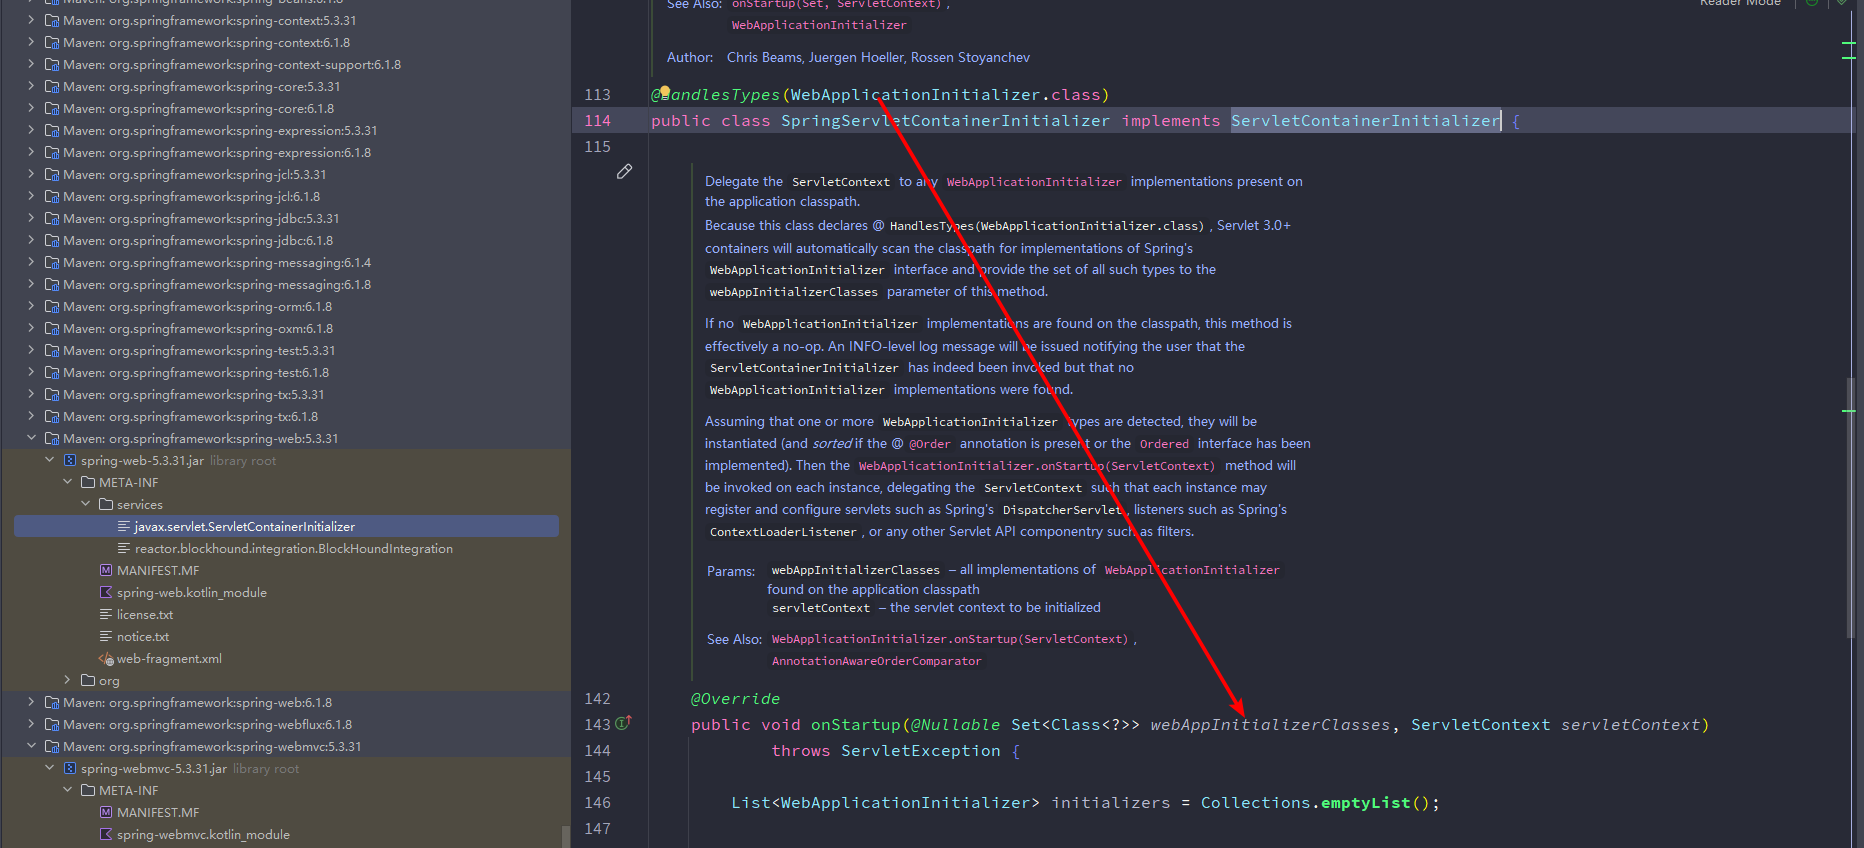 Maven: org.springframework:spring-beans:6.1.8
Maven: org.springframework:spring-context:5.3.31
Maven: org.springframework:spring-context:6.1.8
Maven: org.springframework:spring-context-support:6.1.8
Maven: org.springframework:spring-core:5.3.31
Maven: org.springframework:spring-core:6.1.8
Maven: org.springframework:spring-expression:5.3.31
Maven: org.springframework:spring-expression:6.1.8
Maven: org.springframework:spring-jcl:5.3.31
Maven: org.springframework:spring-jcl:6.1.8
Maven: org.springframework:spring-jdbc:5.3.31
Maven: org.springframework:spring-jdbc:6.1.8
Maven: org.springframework:spring-messaging:6.1.4
Maven: org.springframework:spring-messaging:6.1.8
Maven: org.springframework:spring-orm:6.1.8
Maven: org.springframework:spring-oxm:6.1.8
Maven: org.springframework:spring-test:5.3.31
Maven: org.springframework:spring-test:6.1.8
Maven: org.springframework:spring-tx:5.3.31
Maven: org.springframework:spring-tx:6.1.8
Maven: org.springframework:spring-web:5.3.31
spring-web-5.3.31.jar library root
META-INF
services
javax.servlet.ServletContainerInitializer
reactor.blockhound.integration.BlockHoundIntegration
MANIFEST.MF
spring-web.kotlin_module
license.txt
notice.txt
web-fragment.xml
org
Maven: org.springframework:spring-web:6.1.8
Maven: org.springframework:spring-webflux:6.1.8
Maven: org.springframework:spring-webmvc:5.3.31
spring-webmvc-5.3.31.jar library root
META-INF
MANIFEST.MF
spring-webmvc.kotlin_module
Reader Mode
See Also: onStartup(Set, ServletContext),
WebApplicationInitializer
Author: Chris Beams, Juergen Hoeller, Rossen Stoyanchev
113 @HandlesTypes(WebApplicationInitializer.class)
114 public class SpringServletContainerInitializer implements ServletContainerInitializer {
115
Delegate the ServletContext to any WebApplicationInitializer implementations present on
the application classpath.
Because this class declares @ HandlesTypes(WebApplicationInitializer.class) , Servlet 3.0+
containers will automatically scan the classpath for implementations of Spring's
WebApplicationInitializer interface and provide the set of all such types to the
webAppInitializerClasses parameter of this method.
If no WebApplicationInitializer implementations are found on the classpath, this method is
effectively a no-op. An INFO-level log message will be issued notifying the user that the
ServletContainerInitializer has indeed been invoked but that no
WebApplicationInitializer implementations were found.
Assuming that one or more WebApplicationInitializer types are detected, they will be
instantiated (and sorted if the @ @Order annotation is present or the Ordered interface has been
implemented). Then the WebApplicationInitializer.onStartup(ServletContext) method will
be invoked on each instance, delegating the ServletContext such that each instance may
register and configure servlets such as Spring's DispatcherServlet , listeners such as Spring's
ContextLoaderListener , or any other Servlet API componentry such as filters.
Params: webAppInitializerClasses – all implementations of WebApplicationInitializer
found on the application classpath
servletContext – the servlet context to be initialized
See Also: WebApplicationInitializer.onStartup(ServletContext) ,
AnnotationAwareOrderComparator
142 @Override
143 public void onStartup(@Nullable Set<Class<?>> webAppInitializerClasses, ServletContext servletContext)
144 throws ServletException {
145
146 List<WebApplicationInitializer> initializers = Collections.emptyList();
147